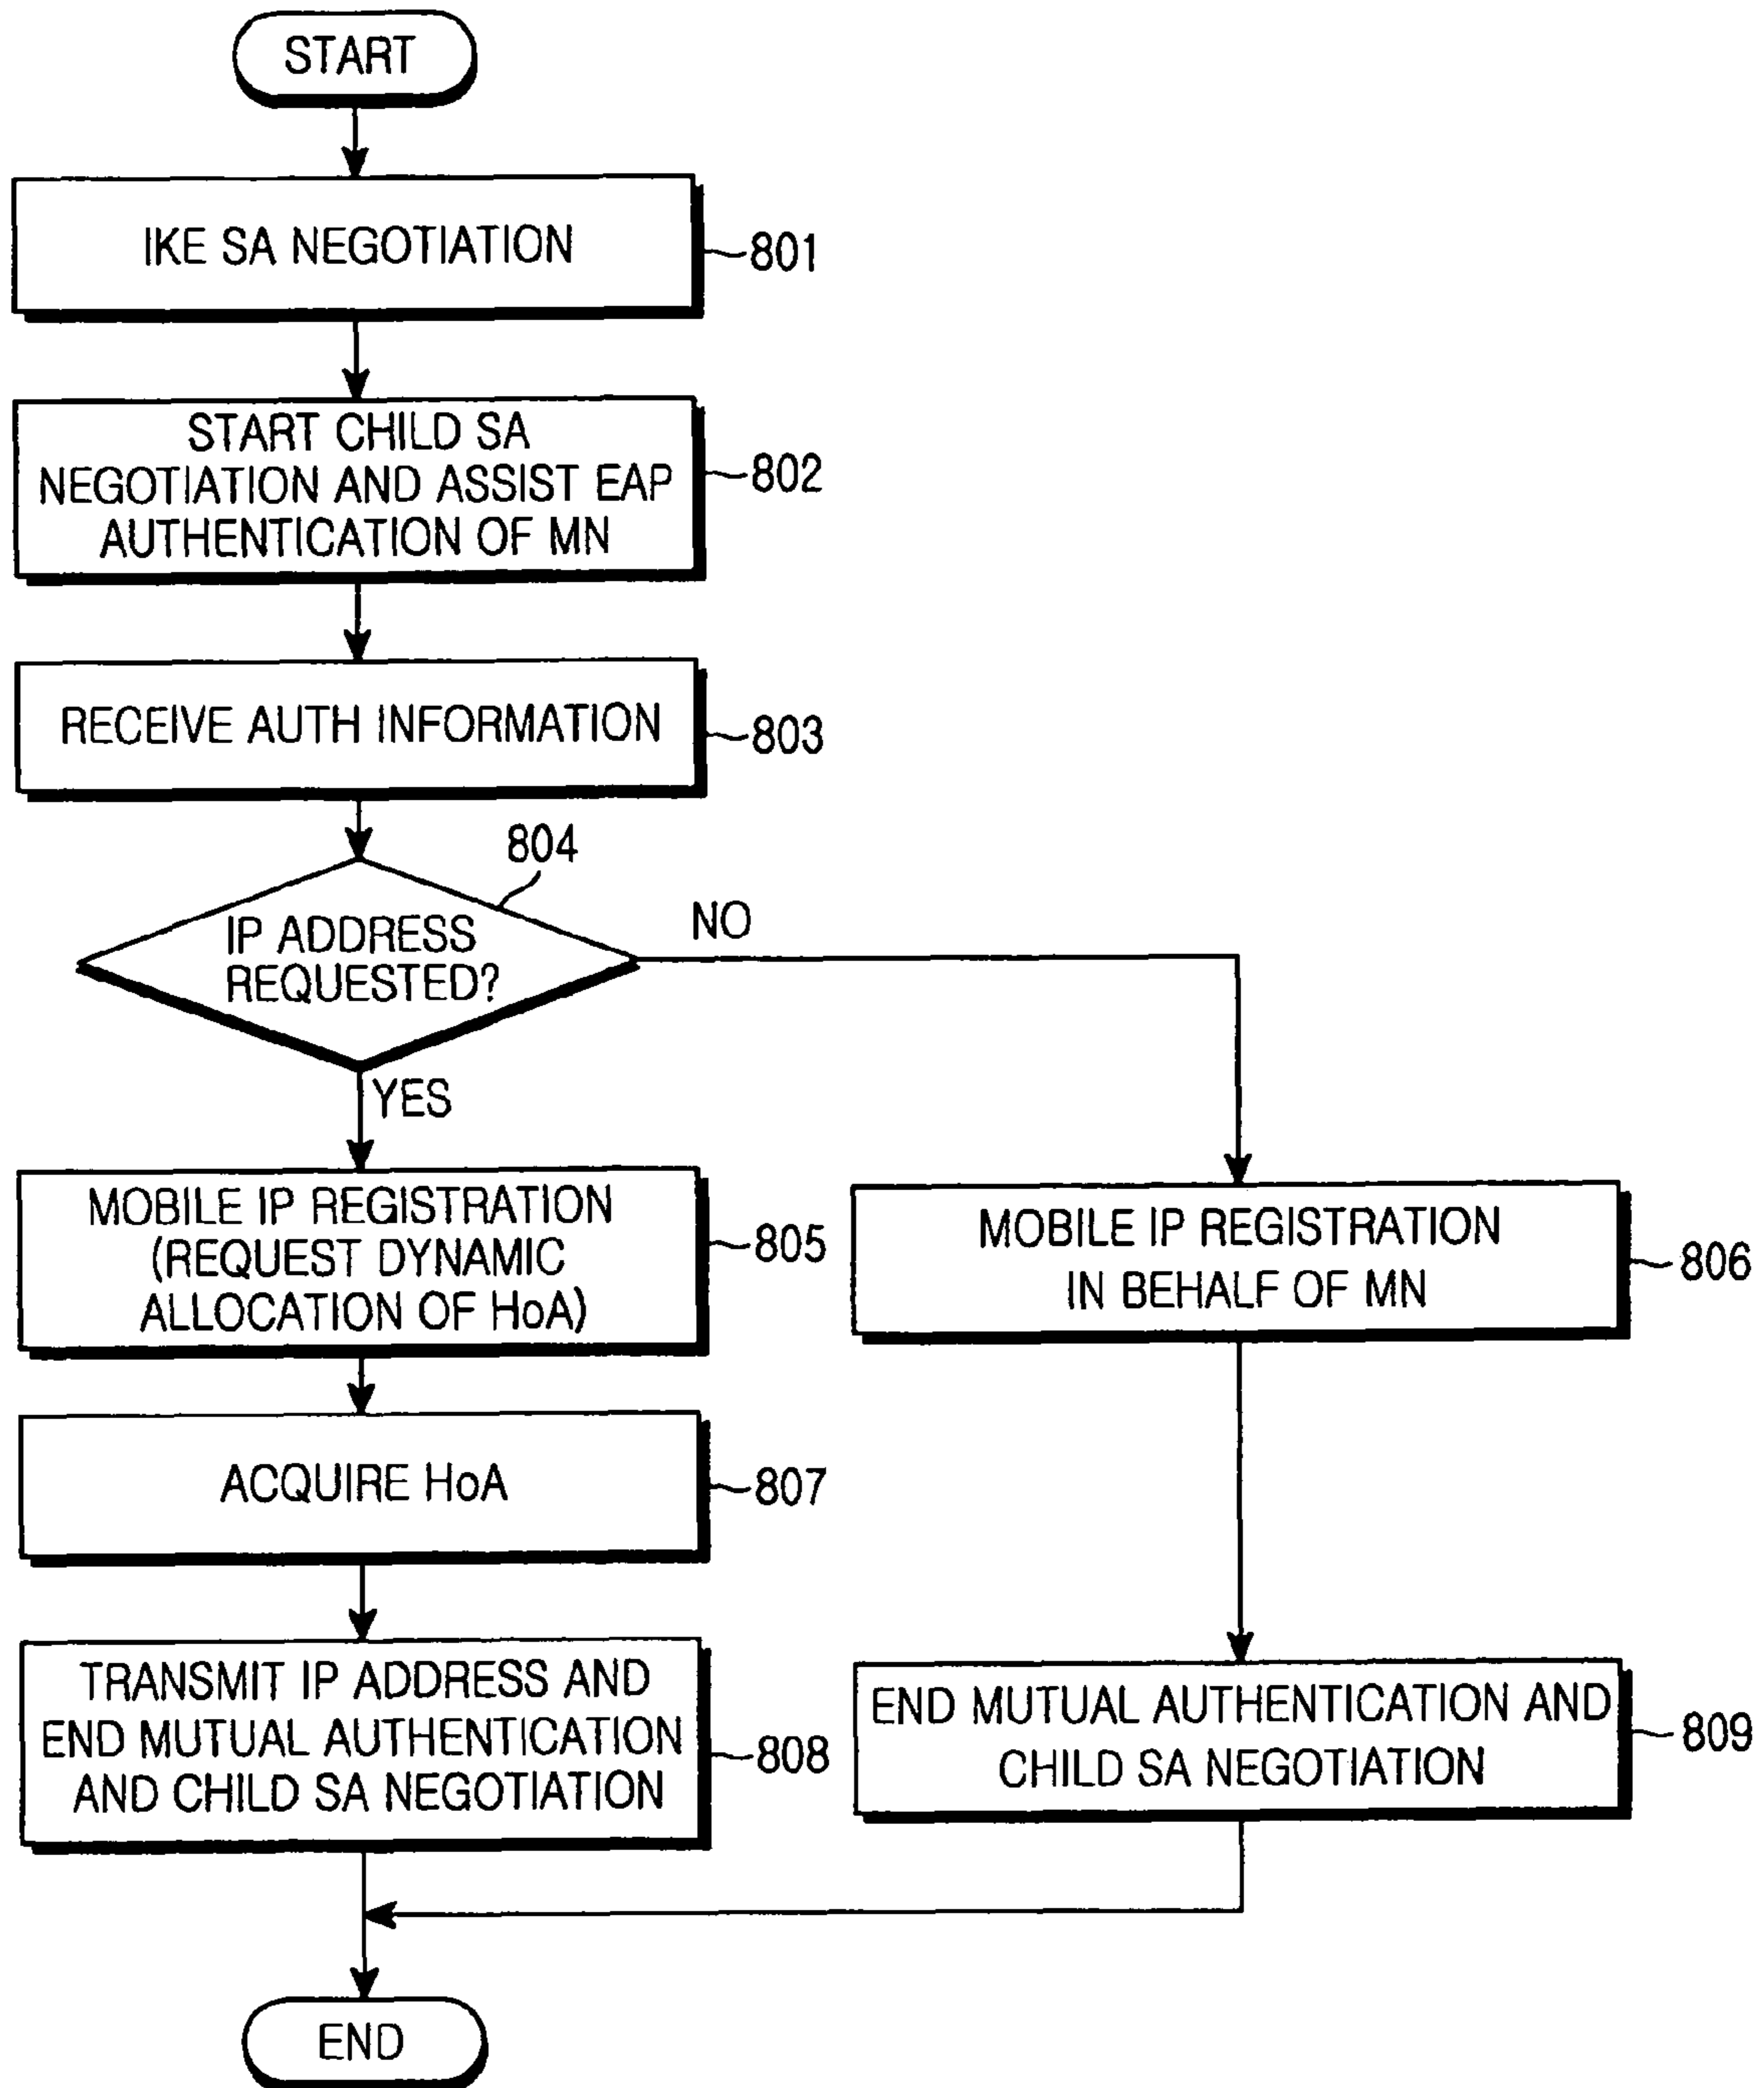 START
IKE SA NEGOTIATION
801
START CHILD SA
NEGOTIATION AND ASSIST EAP
AUTHENTICATION OF MN
802
RECEIVE AUTH INFORMATION
803
804
IP ADDRESS
REQUESTED?
NO
YES
MOBILE IP REGISTRATION
(REQUEST DYNAMIC
ALLOCATION OF HoA)
805
MOBILE IP REGISTRATION
IN BEHALF OF MN
806
ACQUIRE HoA
807
TRANSMIT IP ADDRESS AND
END MUTUAL AUTHENTICATION
AND CHILD SA NEGOTIATION
808
END MUTUAL AUTHENTICATION AND
CHILD SA NEGOTIATION
809
END